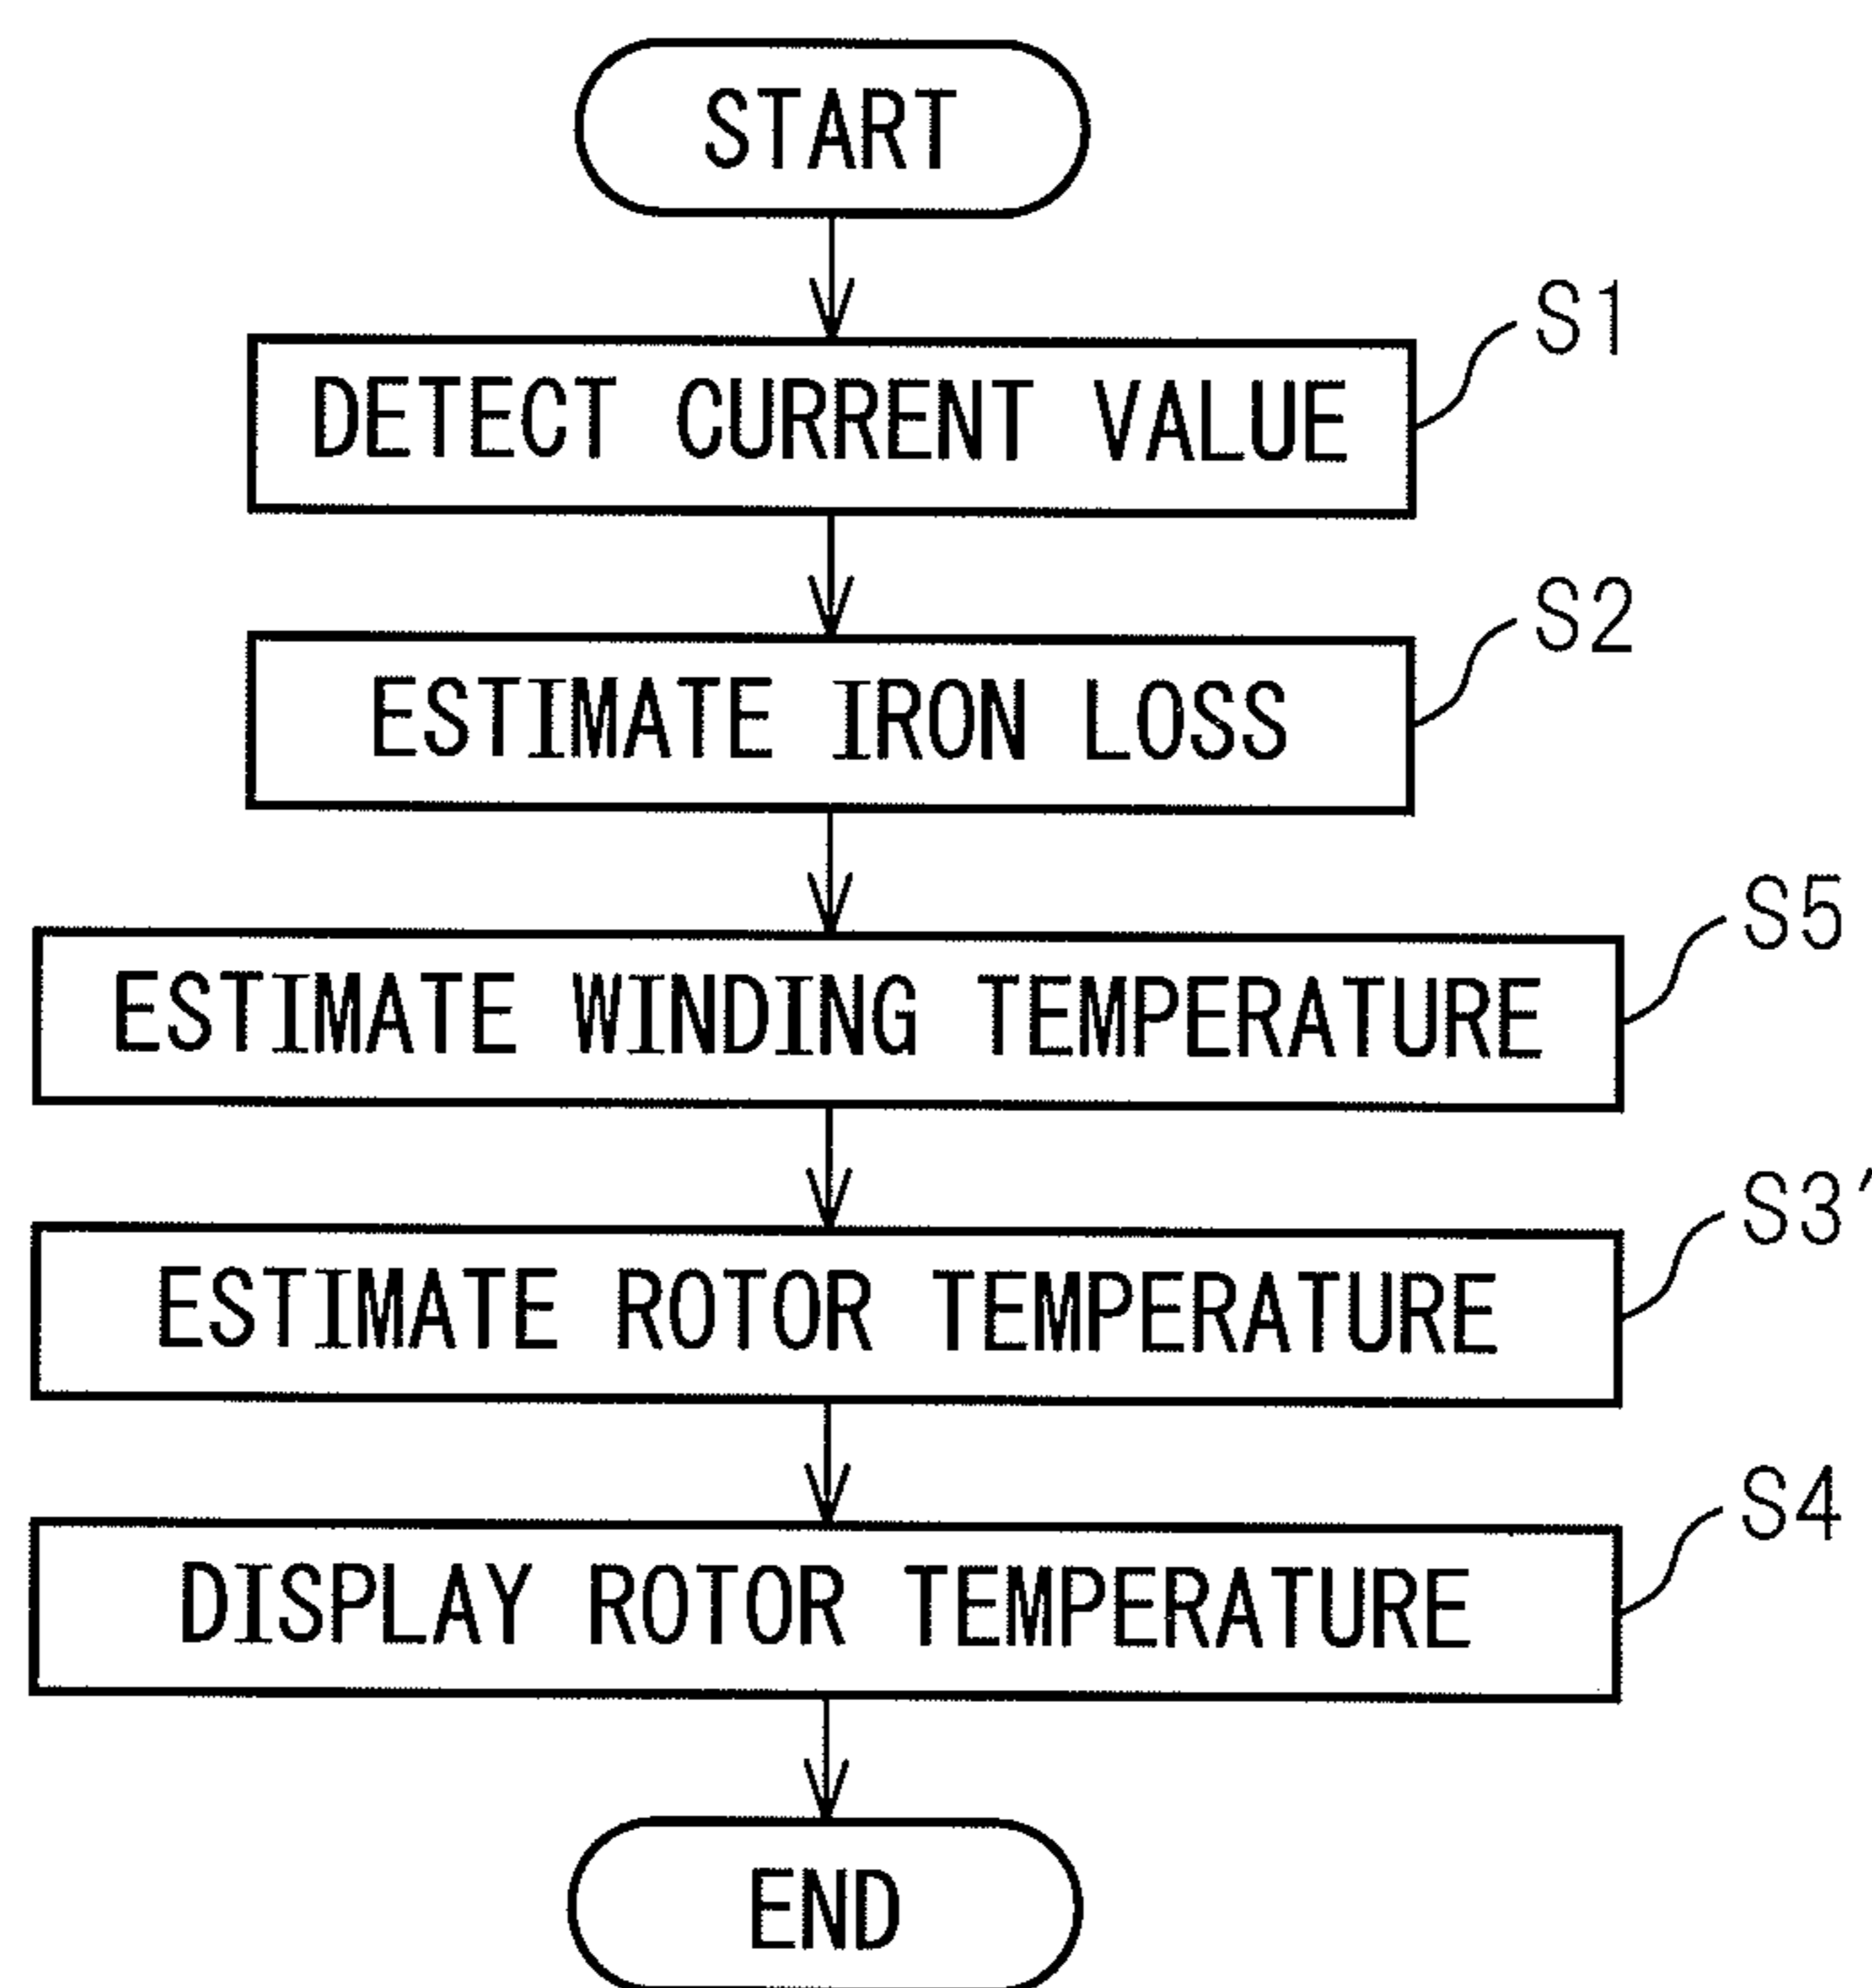 START
DETECT CURRENT VALUE
S1
ESTIMATE IRON LOSS
S2
ESTIMATE WINDING TEMPERATURE
S5
ESTIMATE ROTOR TEMPERATURE
S3'
DISPLAY ROTOR TEMPERATURE
S4
END